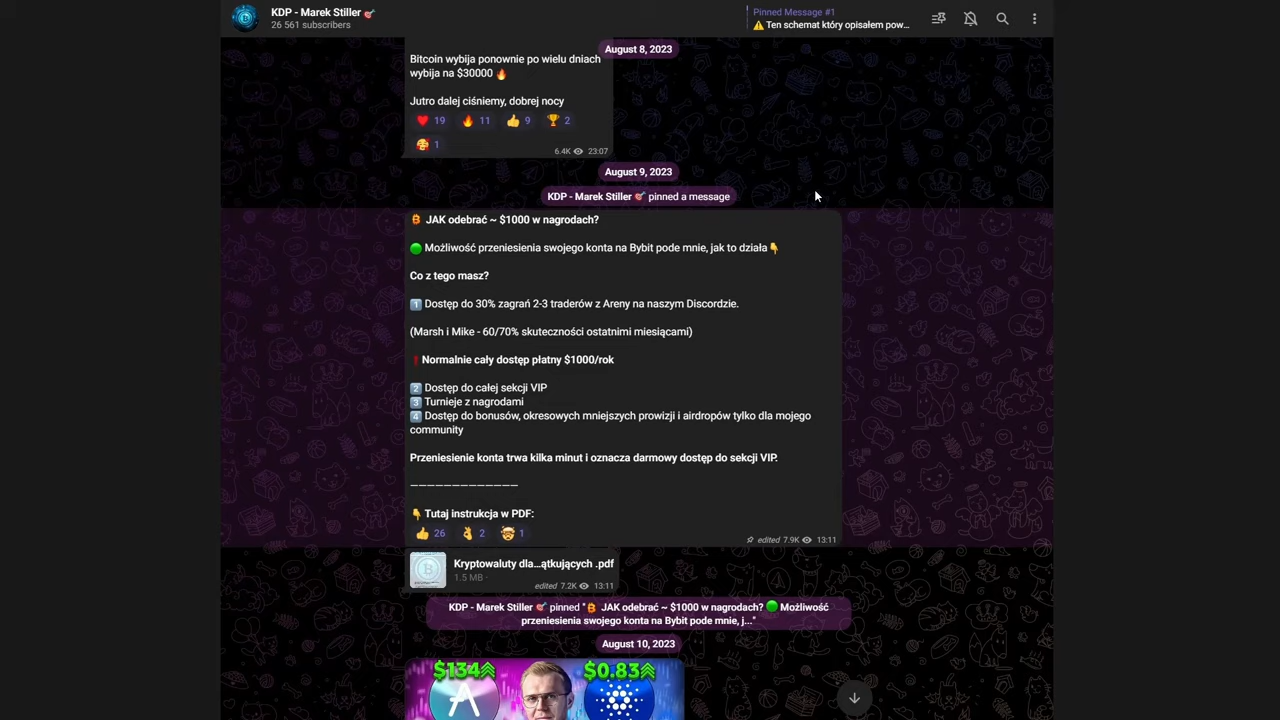 KDP - Marek Stiller 🎯
26 561 subscribers
Pinned Message #1
⚠️ Ten schemat który opisałem pow...
August 8, 2023
Bitcoin wybija ponownie po wielu dniach
wybija na $30000 🔥
Jutro dalej ciśniemy, dobrej nocy
❤️ 19 🔥 11 👍 9 🏆 2
🥰 1
6.4K 23:07
August 9, 2023
KDP - Marek Stiller 🎯 pinned a message
JAK odebrać ~ $1000 w nagrodach?
🟢 Możliwość przeniesienia swojego konta na Bybit pode mnie, jak to działa👇
Co z tego masz?
1️⃣ Dostęp do 30% zagrań 2-3 traderów z Areny na naszym Discordzie.
(Marsh i Mike - 60/70% skuteczności ostatnimi miesiącami)
❗Normalnie cały dostęp płatny $1000/rok
2️⃣ Dostęp do całej sekcji VIP
3️⃣ Turnieje z nagrodami
4️⃣ Dostęp do bonusów, okresowych mniejszych prowizji i airdropów tylko dla mojego
community
Przeniesienie konta trwa kilka minut i oznacza darmowy dostęp do sekcji VIP.
—————————————
👇 Tutaj instrukcja w PDF:
👍 26 🤌 2 🤯 1
edited 7.9K 13:11
Kryptowaluty dla...ątkujących .pdf
1.5 MB
edited 7.2K 13:11
KDP - Marek Stiller 🎯 pinned "JAK odebrać ~ $1000 w nagrodach? 🟢 Możliwość
przeniesienia swojego konta na Bybit pode mnie, j..."
August 10, 2023
$134 $0.83